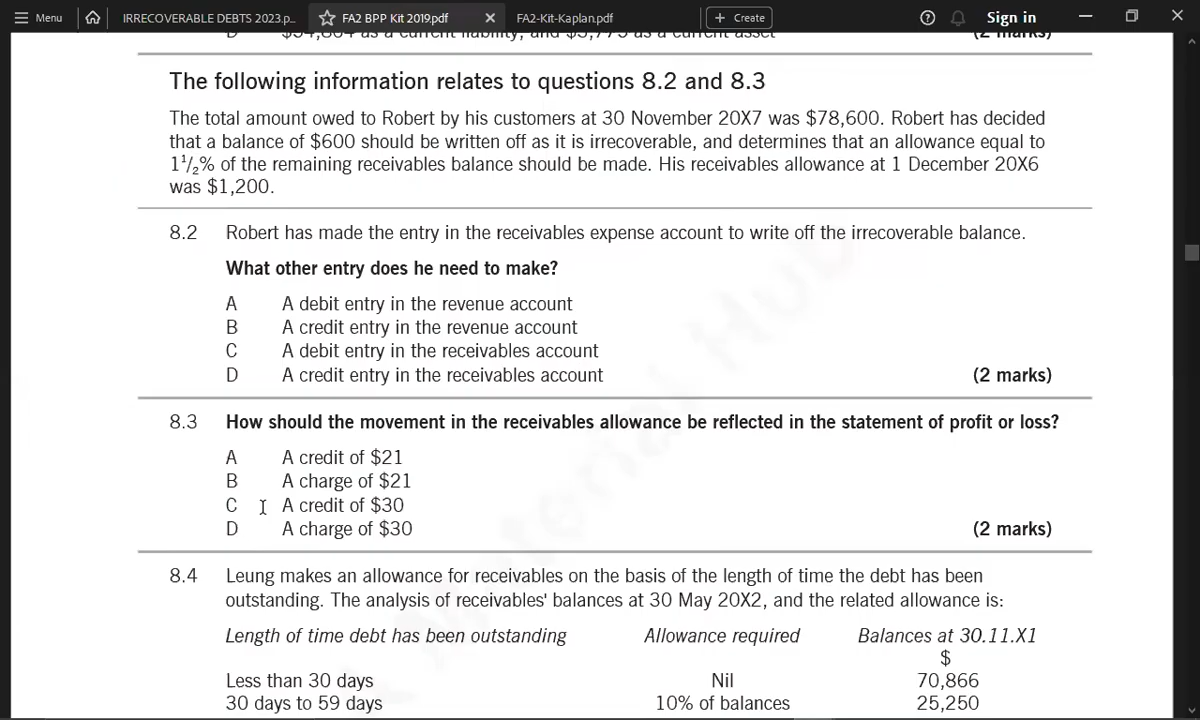 Menu IRRECOVERABLE DEBTS 2023.p... FA2 BPP Kit 2019.pdf FA2-Kit-Kaplan.pdf + Create Sign in
as a current liability, and as a current asset (2 marks)
The following information relates to questions 8.2 and 8.3
The total amount owed to Robert by his customers at 30 November 20X7 was $78,600. Robert has decided
that a balance of $600 should be written off as it is irrecoverable, and determines that an allowance equal to
1¹/₂% of the remaining receivables balance should be made. His receivables allowance at 1 December 20X6
was $1,200.
8.2 Robert has made the entry in the receivables expense account to write off the irrecoverable balance.
What other entry does he need to make?
A A debit entry in the revenue account
B A credit entry in the revenue account
C A debit entry in the receivables account
D A credit entry in the receivables account (2 marks)
8.3 How should the movement in the receivables allowance be reflected in the statement of profit or loss?
A A credit of $21
B A charge of $21
C A credit of $30
D A charge of $30 (2 marks)
8.4 Leung makes an allowance for receivables on the basis of the length of time the debt has been
outstanding. The analysis of receivables' balances at 30 May 20X2, and the related allowance is:
Length of time debt has been outstanding Allowance required Balances at 30.11.X1
$
Less than 30 days Nil 70,866
30 days to 59 days 10% of balances 25,250